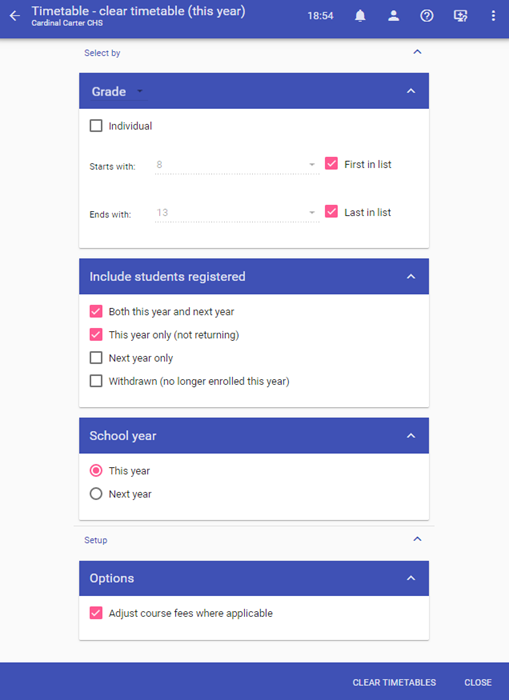 Timetable - clear timetable (this year)
Cardinal Carter CHS
18:54
Select by
Grade
Individual
Starts with: 8 First in list
Ends with: 13 Last in list
Include students registered
Both this year and next year
This year only (not returning)
Next year only
Withdrawn (no longer enrolled this year)
School year
This year
Next year
Setup
Options
Adjust course fees where applicable
CLEAR TIMETABLES CLOSE